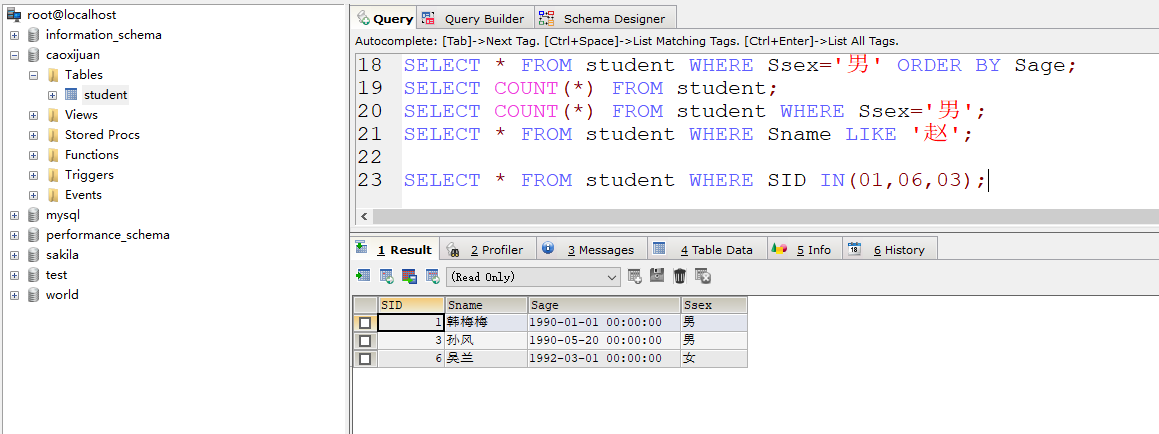 root@localhost
information_schema
caoxijuan
Tables
student
Views
Stored Procs
Functions
Triggers
Events
mysql
performance_schema
sakila
test
world
Query Query Builder Schema Designer
Autocomplete: [Tab]->Next Tag. [Ctrl+Space]->List Matching Tags. [Ctrl+Enter]->List All Tags.
18 SELECT * FROM student WHERE Ssex='男' ORDER BY Sage;
19 SELECT COUNT(*) FROM student;
20 SELECT COUNT(*) FROM student WHERE Ssex='男';
21 SELECT * FROM student WHERE Sname LIKE '赵';
22
23 SELECT * FROM student WHERE SID IN(01,06,03);
1 Result 2 Profiler 3 Messages 4 Table Data 5 Info 18 6 History
(Read Only)
SID Sname Sage Ssex
1 韩梅梅 1990-01-01 00:00:00 男
3 孙风 1990-05-20 00:00:00 男
6 吴兰 1992-03-01 00:00:00 女